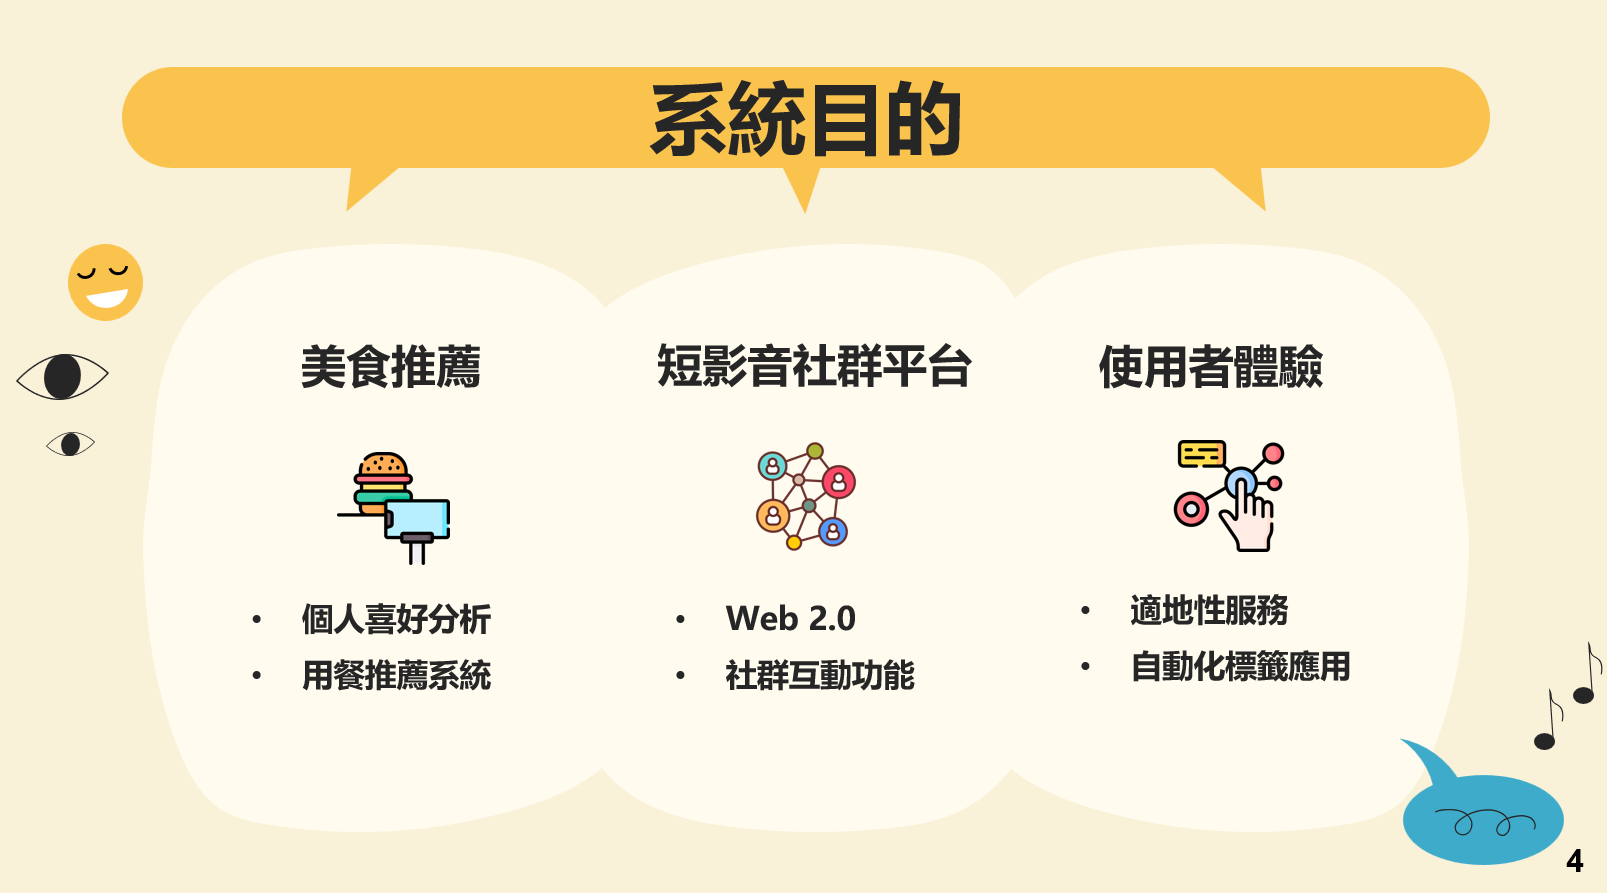 系統目的
美食推薦
• 個人喜好分析
• 用餐推薦系統
短影音社群平台
• Web 2.0
• 社群互動功能
使用者體驗
• 適地性服務
• 自動化標籤應用
4